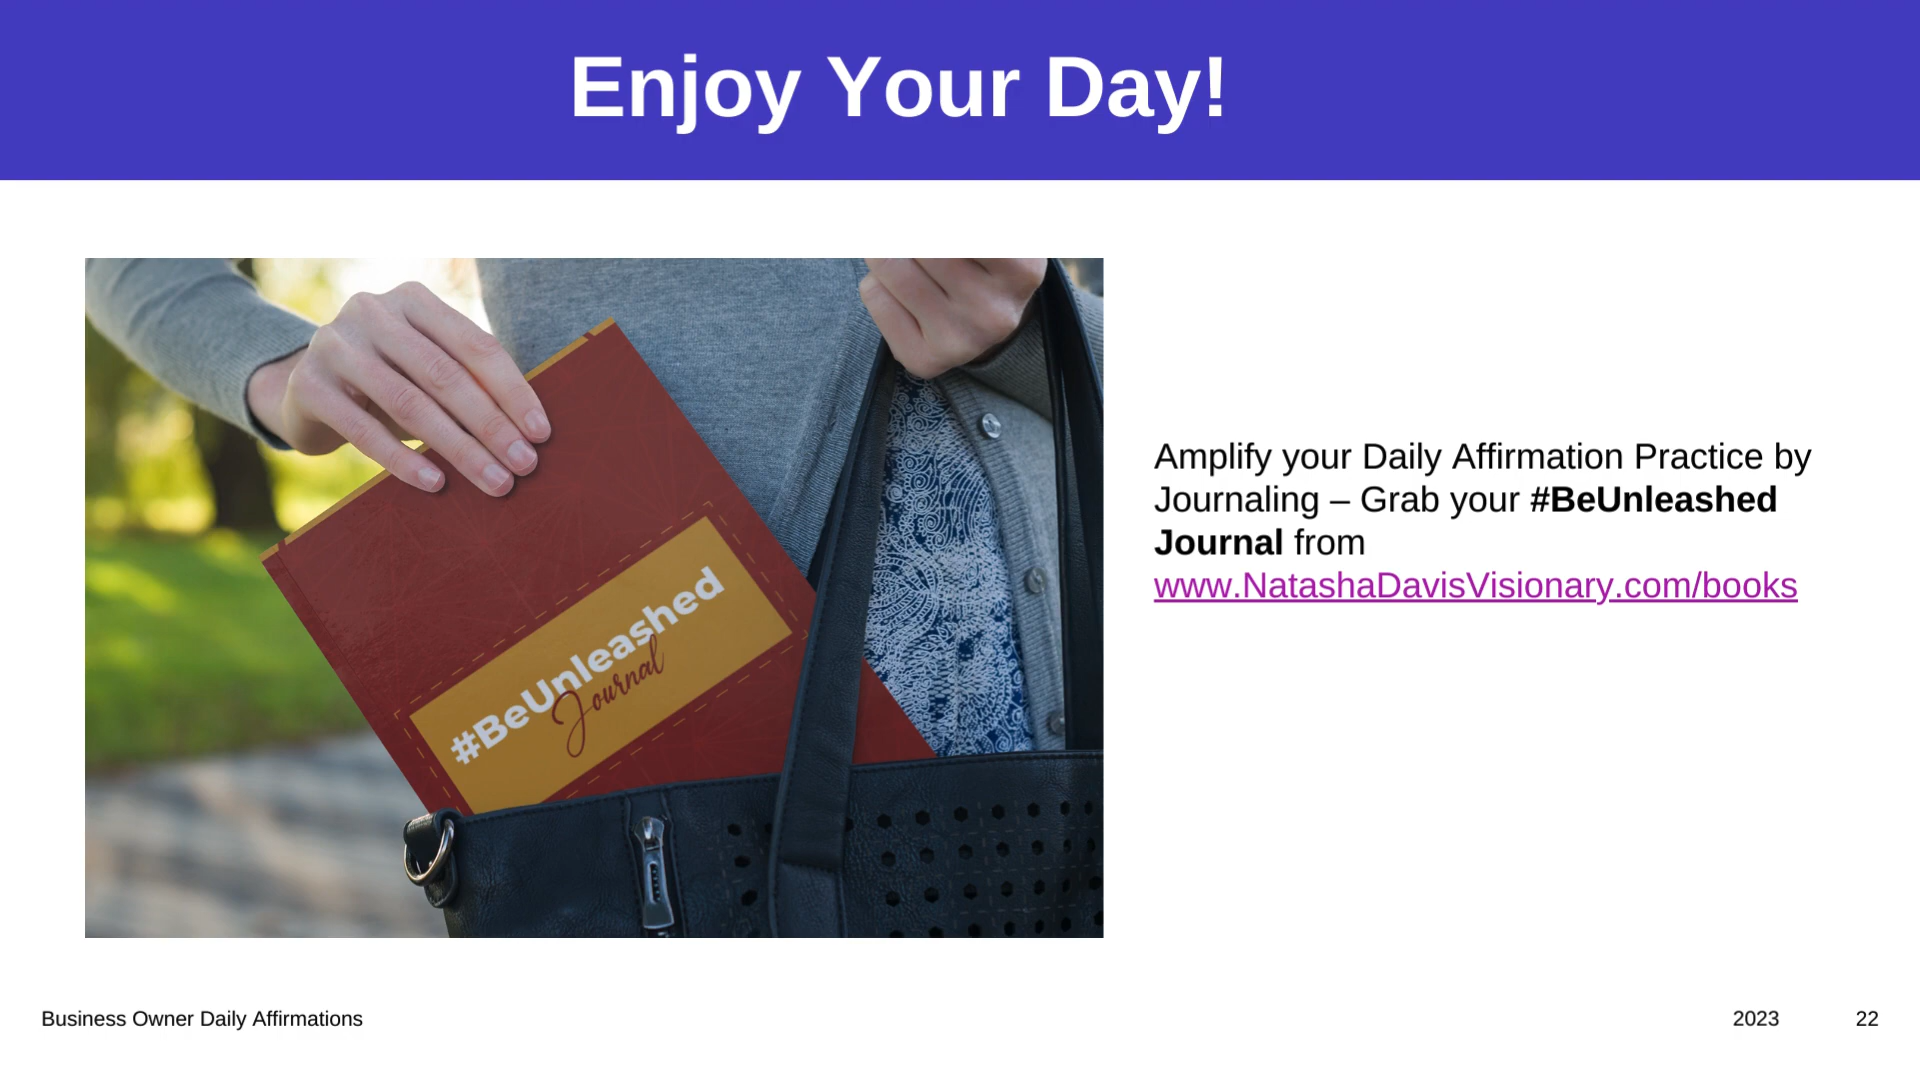 Enjoy Your Day!
#BeUnleashed
Journal
Amplify your Daily Affirmation Practice by
Journaling – Grab your #BeUnleashed
Journal from
www.NatashaDavisVisionary.com/books
Business Owner Daily Affirmations
2023
22